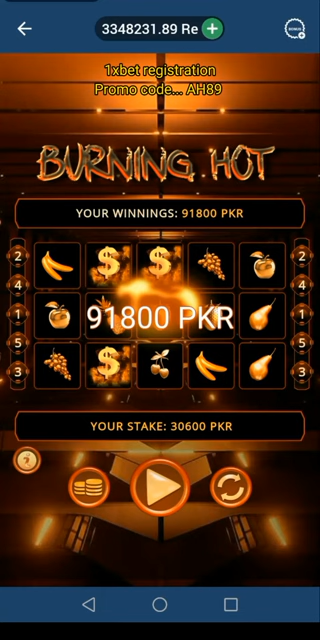 3348231.89 Re
BONUS
1xbet registration
Promo code... AH89
BURNING HOT
YOUR WINNINGS: 91800 PKR
2 $ $ 2
4 4
1 91800 PKR 1
5 5
3 $ 3
YOUR STAKE: 30600 PKR
?